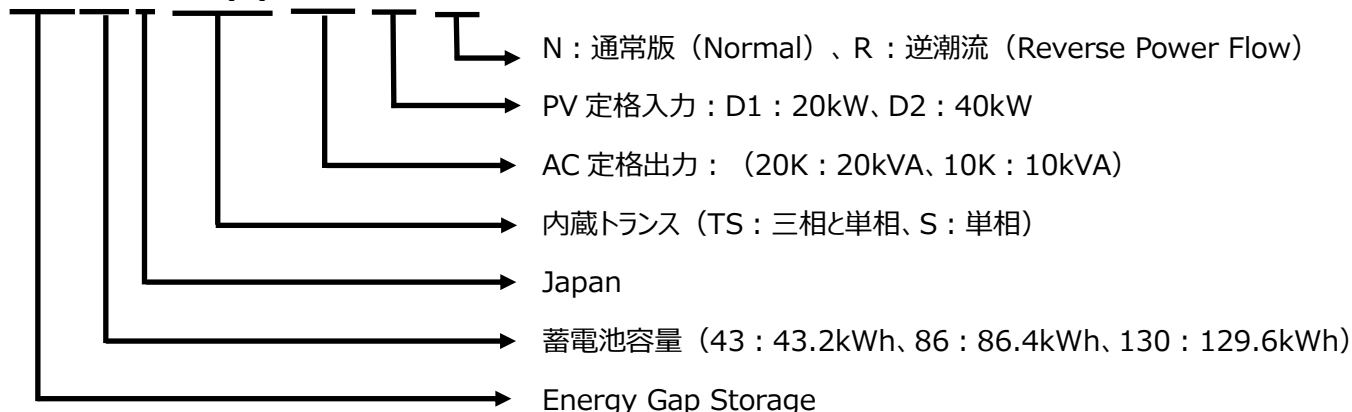 N：通常版（Normal）、R：逆潮流（Reverse Power Flow）
PV 定格入力：D1：20kW、D2：40kW
AC 定格出力：（20K：20kVA、10K：10kVA）
内蔵トランス（TS：三相と単相、S：単相）
Japan
蓄電池容量（43：43.2kWh、86：86.4kWh、130：129.6kWh）
Energy Gap Storage